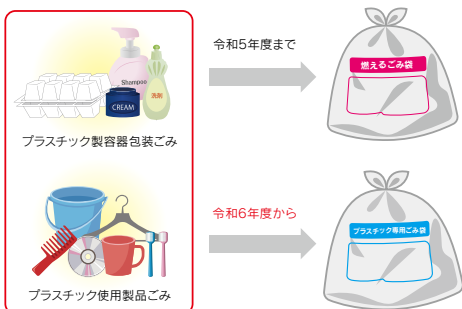 令和5年度まで
燃えるごみ袋
Shampoo
洗剤
CREAM
プラスチック製容器包装ごみ
令和6年度から
プラスチック専用ごみ袋
プラスチック使用製品ごみ